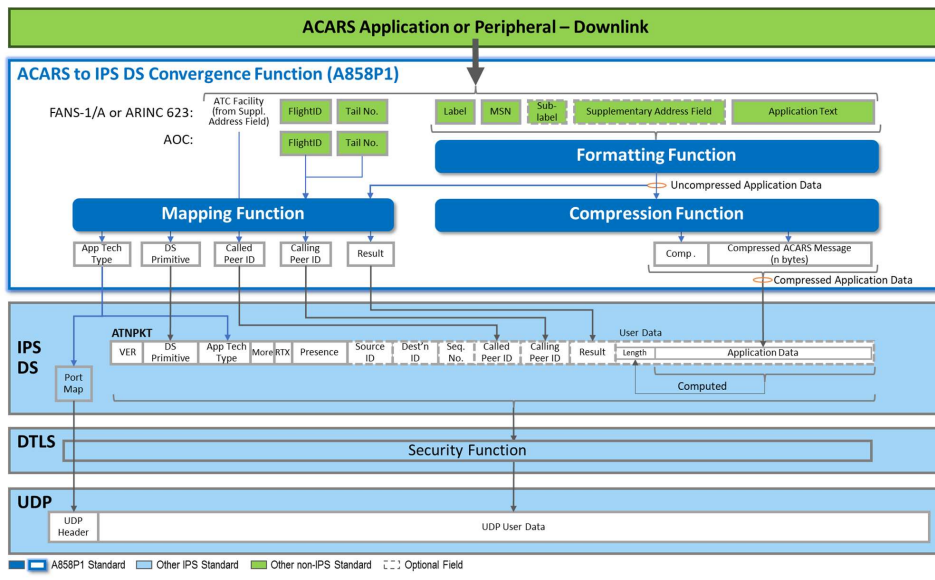 ACARS Application or Peripheral – Downlink
ACARS to IPS DS Convergence Function (A858P1)
FANS-1/A or ARINC 623:
AOC:
ATC Facility
(from Suppl.
Address Field)
FlightID
Tail No.
FlightID
Tail No.
Label
MSN
Sub-
label
Supplementary Address Field
Application Text
Formatting Function
Uncompressed Application Data
Mapping Function
Compression Function
App Tech
Type
DS
Primitive
Called
Peer ID
Calling
Peer ID
Result
Comp .
Compressed ACARS Message
(n bytes)
Compressed Application Data
IPS
DS
ATNPKT
User Data
VER
DS
Primitive
App Tech
Type
More
RTX
Presence
Source
ID
Dest'n
ID
Seq.
No.
Called
Peer ID
Calling
Peer ID
Result
Length
Application Data
Computed
Port
Map
DTLS
Security Function
UDP
UDP
Header
UDP User Data
A858P1 Standard
Other IPS Standard
Other non-IPS Standard
Optional Field